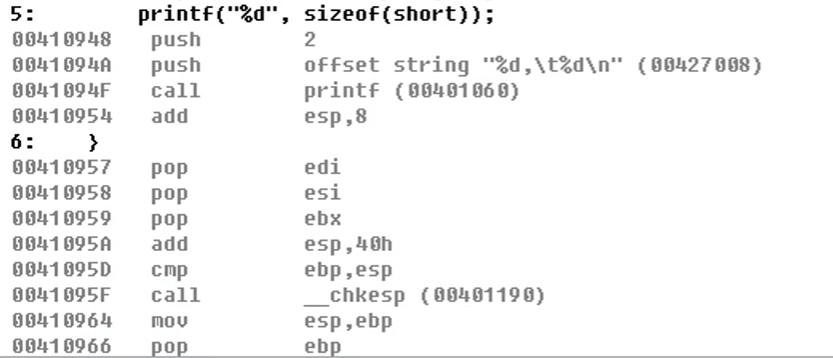 5:        printf("%d", sizeof(short));
00410948   push        2
0041094A   push        offset string "%d,\t%d\n" (00427008)
0041094F   call        printf (00401060)
00410954   add         esp,8
6:    }
00410957   pop         edi
00410958   pop         esi
00410959   pop         ebx
0041095A   add         esp,40h
0041095D   cmp         ebp,esp
0041095F   call        __chkesp (00401190)
00410964   mov         esp,ebp
00410966   pop         ebp